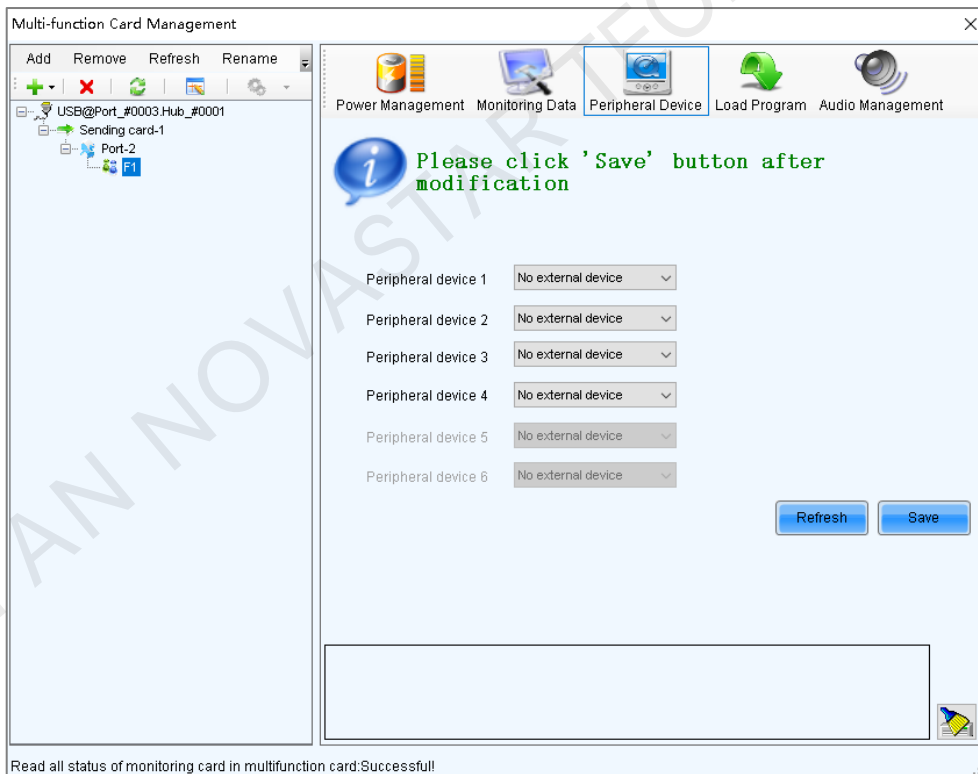 Multi-function Card Management
Add Remove Refresh Rename
USB@Port_#0003.Hub_#0001
Sending card-1
Port-2
F1
Power Management Monitoring Data Peripheral Device Load Program Audio Management
Please click 'Save' button after
modification
Peripheral device 1 No external device
Peripheral device 2 No external device
Peripheral device 3 No external device
Peripheral device 4 No external device
Peripheral device 5 No external device
Peripheral device 6 No external device
Refresh Save
Read all status of monitoring card in multifunction card:Successful!
AN NOVASTAR TEC